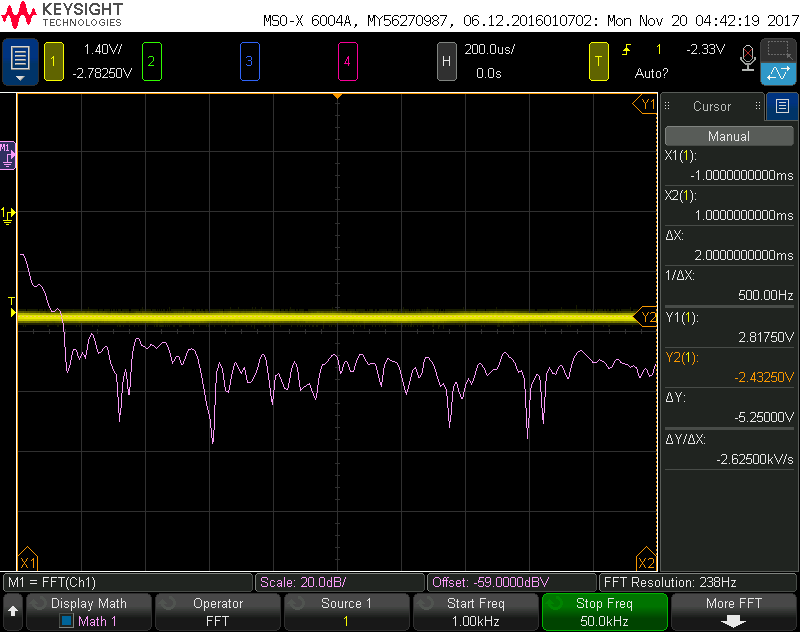 KEYSIGHT
TECHNOLOGIES
MSO-X 6004A, MY56270987, 06.12.2016010702: Mon Nov 20 04:42:19 2017
1 1.40V/ 2 3 4 H 200.0us/ T 1 -2.33V
-2.78250V 0.0s Auto?
Y1
Cursor
Manual
M1
X1(1):
-1.0000000000ms
X2(1):
1.0000000000ms
1
ΔX:
2.0000000000ms
1/ΔX:
500.00Hz
T
Y2
Y1(1):
2.81750V
Y2(1):
-2.43250V
ΔY:
-5.25000V
ΔY/ΔX:
-2.62500kV/s
X1 X2
M1 = FFT(Ch1) Scale: 20.0dB/ Offset: -59.0000dBV FFT Resolution: 238Hz
Display Math Operator Source 1 Start Freq Stop Freq More FFT
Math 1 FFT 1 1.00kHz 50.0kHz